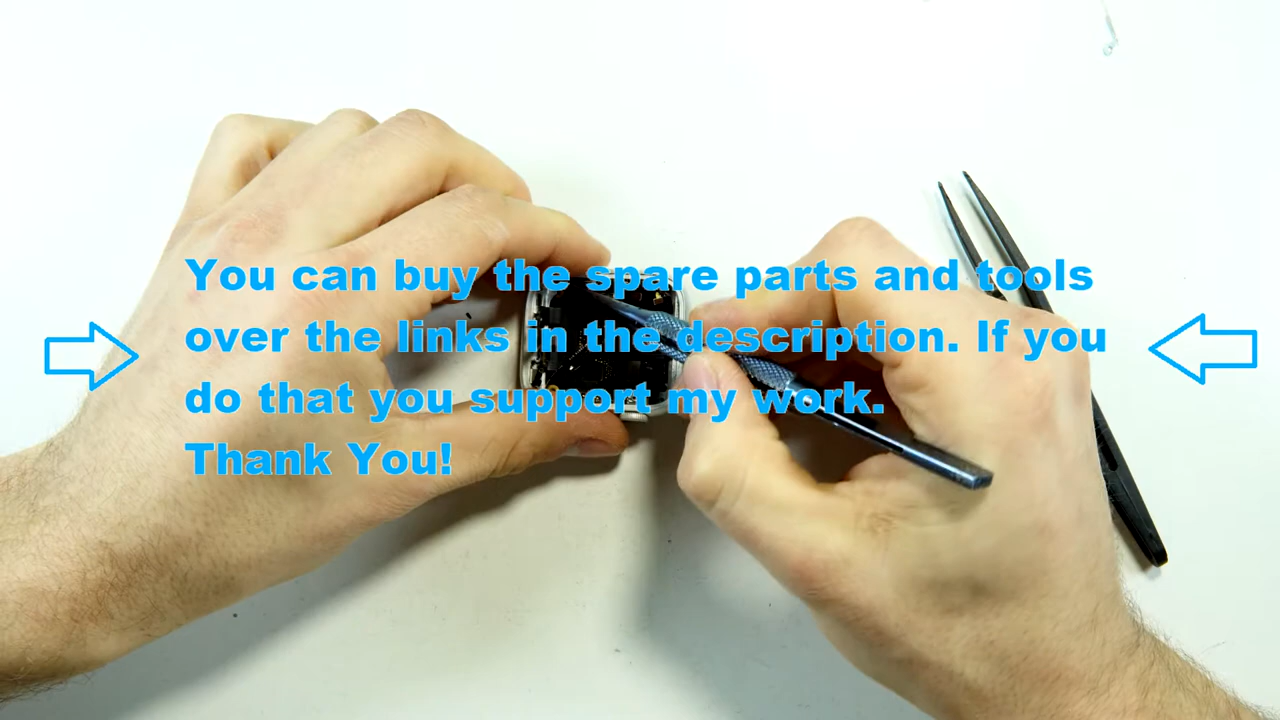 You can buy the spare parts and tools
over the links in the description. If you
do that you support my work.
Thank You!